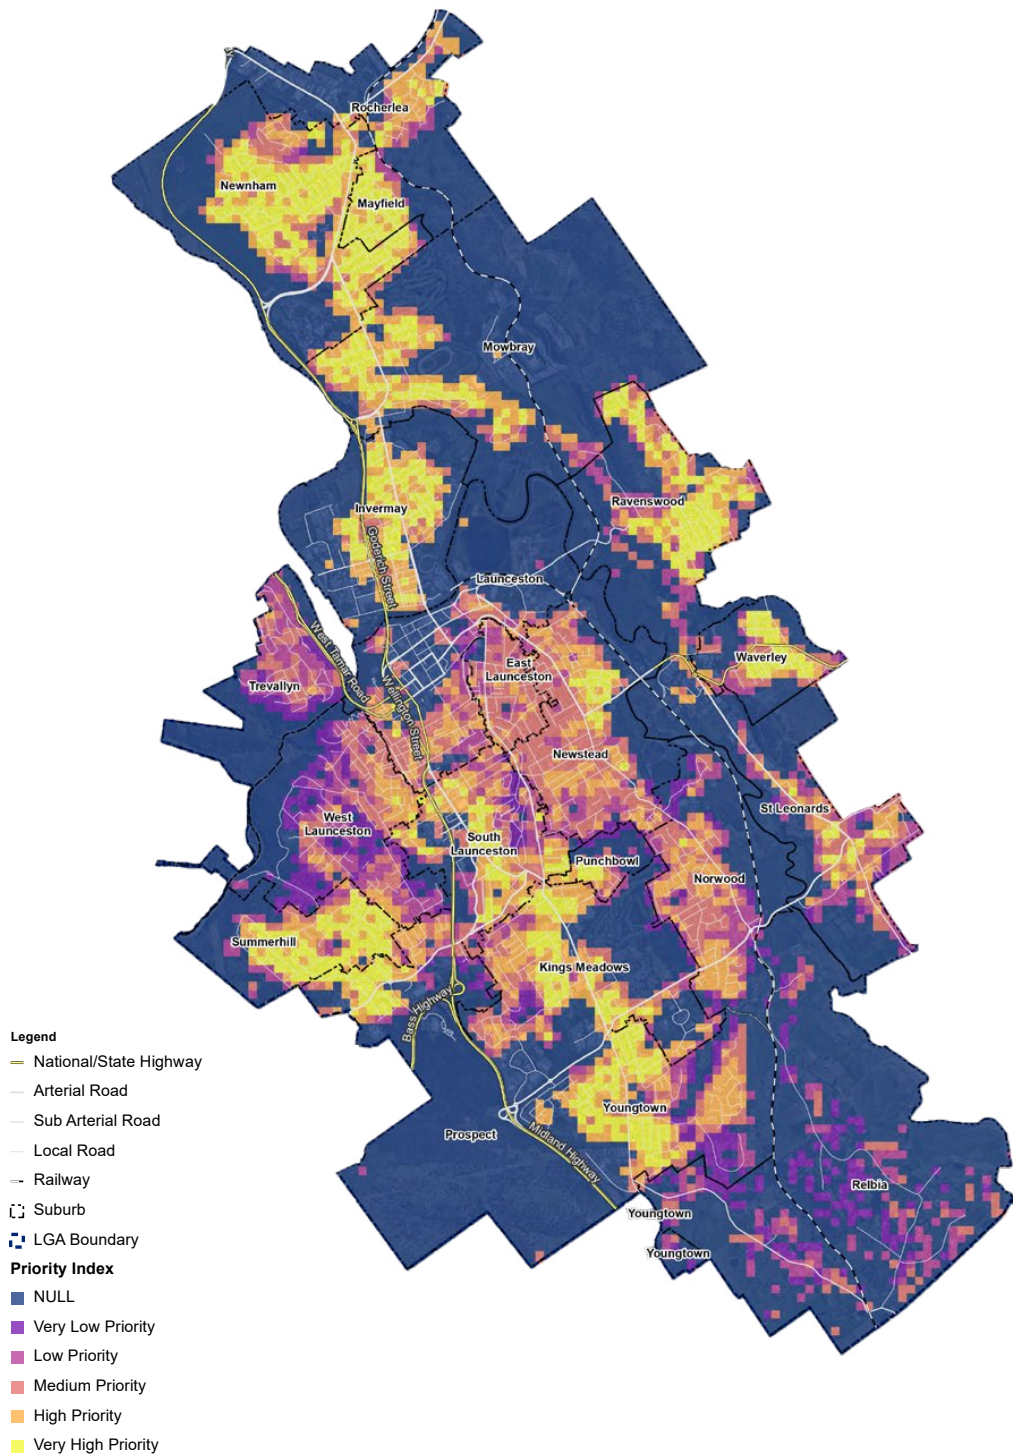 Rocherlea
Newnham
Mayfield
Mowbray
Ravenswood
Invermay
Goderich Street
Launceston
West Tamar Road
East
Launceston
Waverley
Trevallyn
Wellington Street
Newstead
St Leonards
West
Launceston
South
Launceston
Punchbowl
Norwood
Summerhill
Kings Meadows
Bass Highway
Youngtown
Prospect
Midland Highway
Relbia
Youngtown
Youngtown
Legend
National/State Highway
Arterial Road
Sub Arterial Road
Local Road
Railway
Suburb
LGA Boundary
Priority Index
NULL
Very Low Priority
Low Priority
Medium Priority
High Priority
Very High Priority